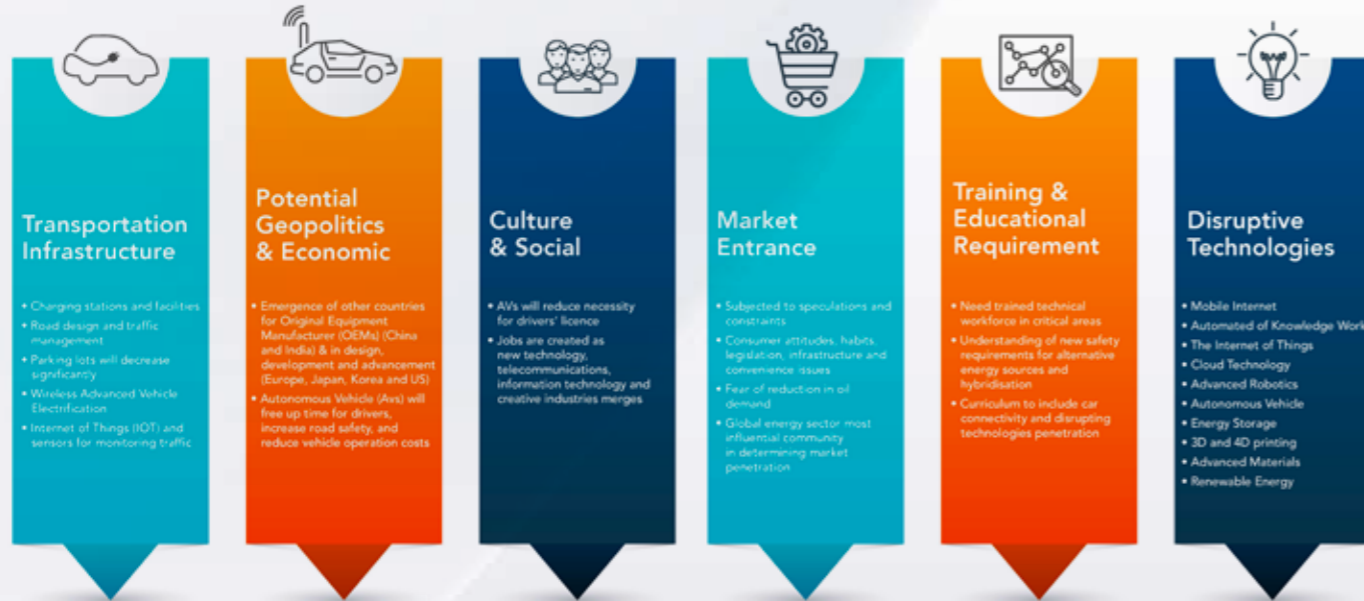 Transportation
Infrastructure
• Charging stations and facilities
• Road design and traffic
management
• Parking lots will decrease
significantly
• Wireless Advanced Vehicle
Electrification
• Internet of Things (IOT) and
sensors for monitoring traffic
Potential
Geopolitics
& Economic
• Emergence of other countries
for Original Equipment
Manufacturer (OEMs) (China
and India) & in design,
development and advancement
(Europe, Japan, Korea and US)
• Autonomous Vehicle (Avs) will
free up time for drivers,
increase road safety, and
reduce vehicle operation costs
Culture
& Social
• AVs will reduce necessity
for drivers' licence
• Jobs are created as
new technology,
telecommunications,
information technology and
creative industries merges
Market
Entrance
• Subjected to speculations and
constraints
• Consumer attitudes, habits,
legislation, infrastructure and
convenience issues
• Fear of reduction in oil
demand
• Global energy sector most
influential community
in determining market
penetration
Training &
Educational
Requirement
• Need trained technical
workforce in critical areas
• Understanding of new safety
requirements for alternative
energy sources and
hybridisation
• Curriculum to include car
connectivity and disrupting
technologies penetration
Disruptive
Technologies
• Mobile Internet
• Automated of Knowledge Work
• The Internet of Things
• Cloud Technology
• Advanced Robotics
• Autonomous Vehicle
• Energy Storage
• 3D and 4D printing
• Advanced Materials
• Renewable Energy